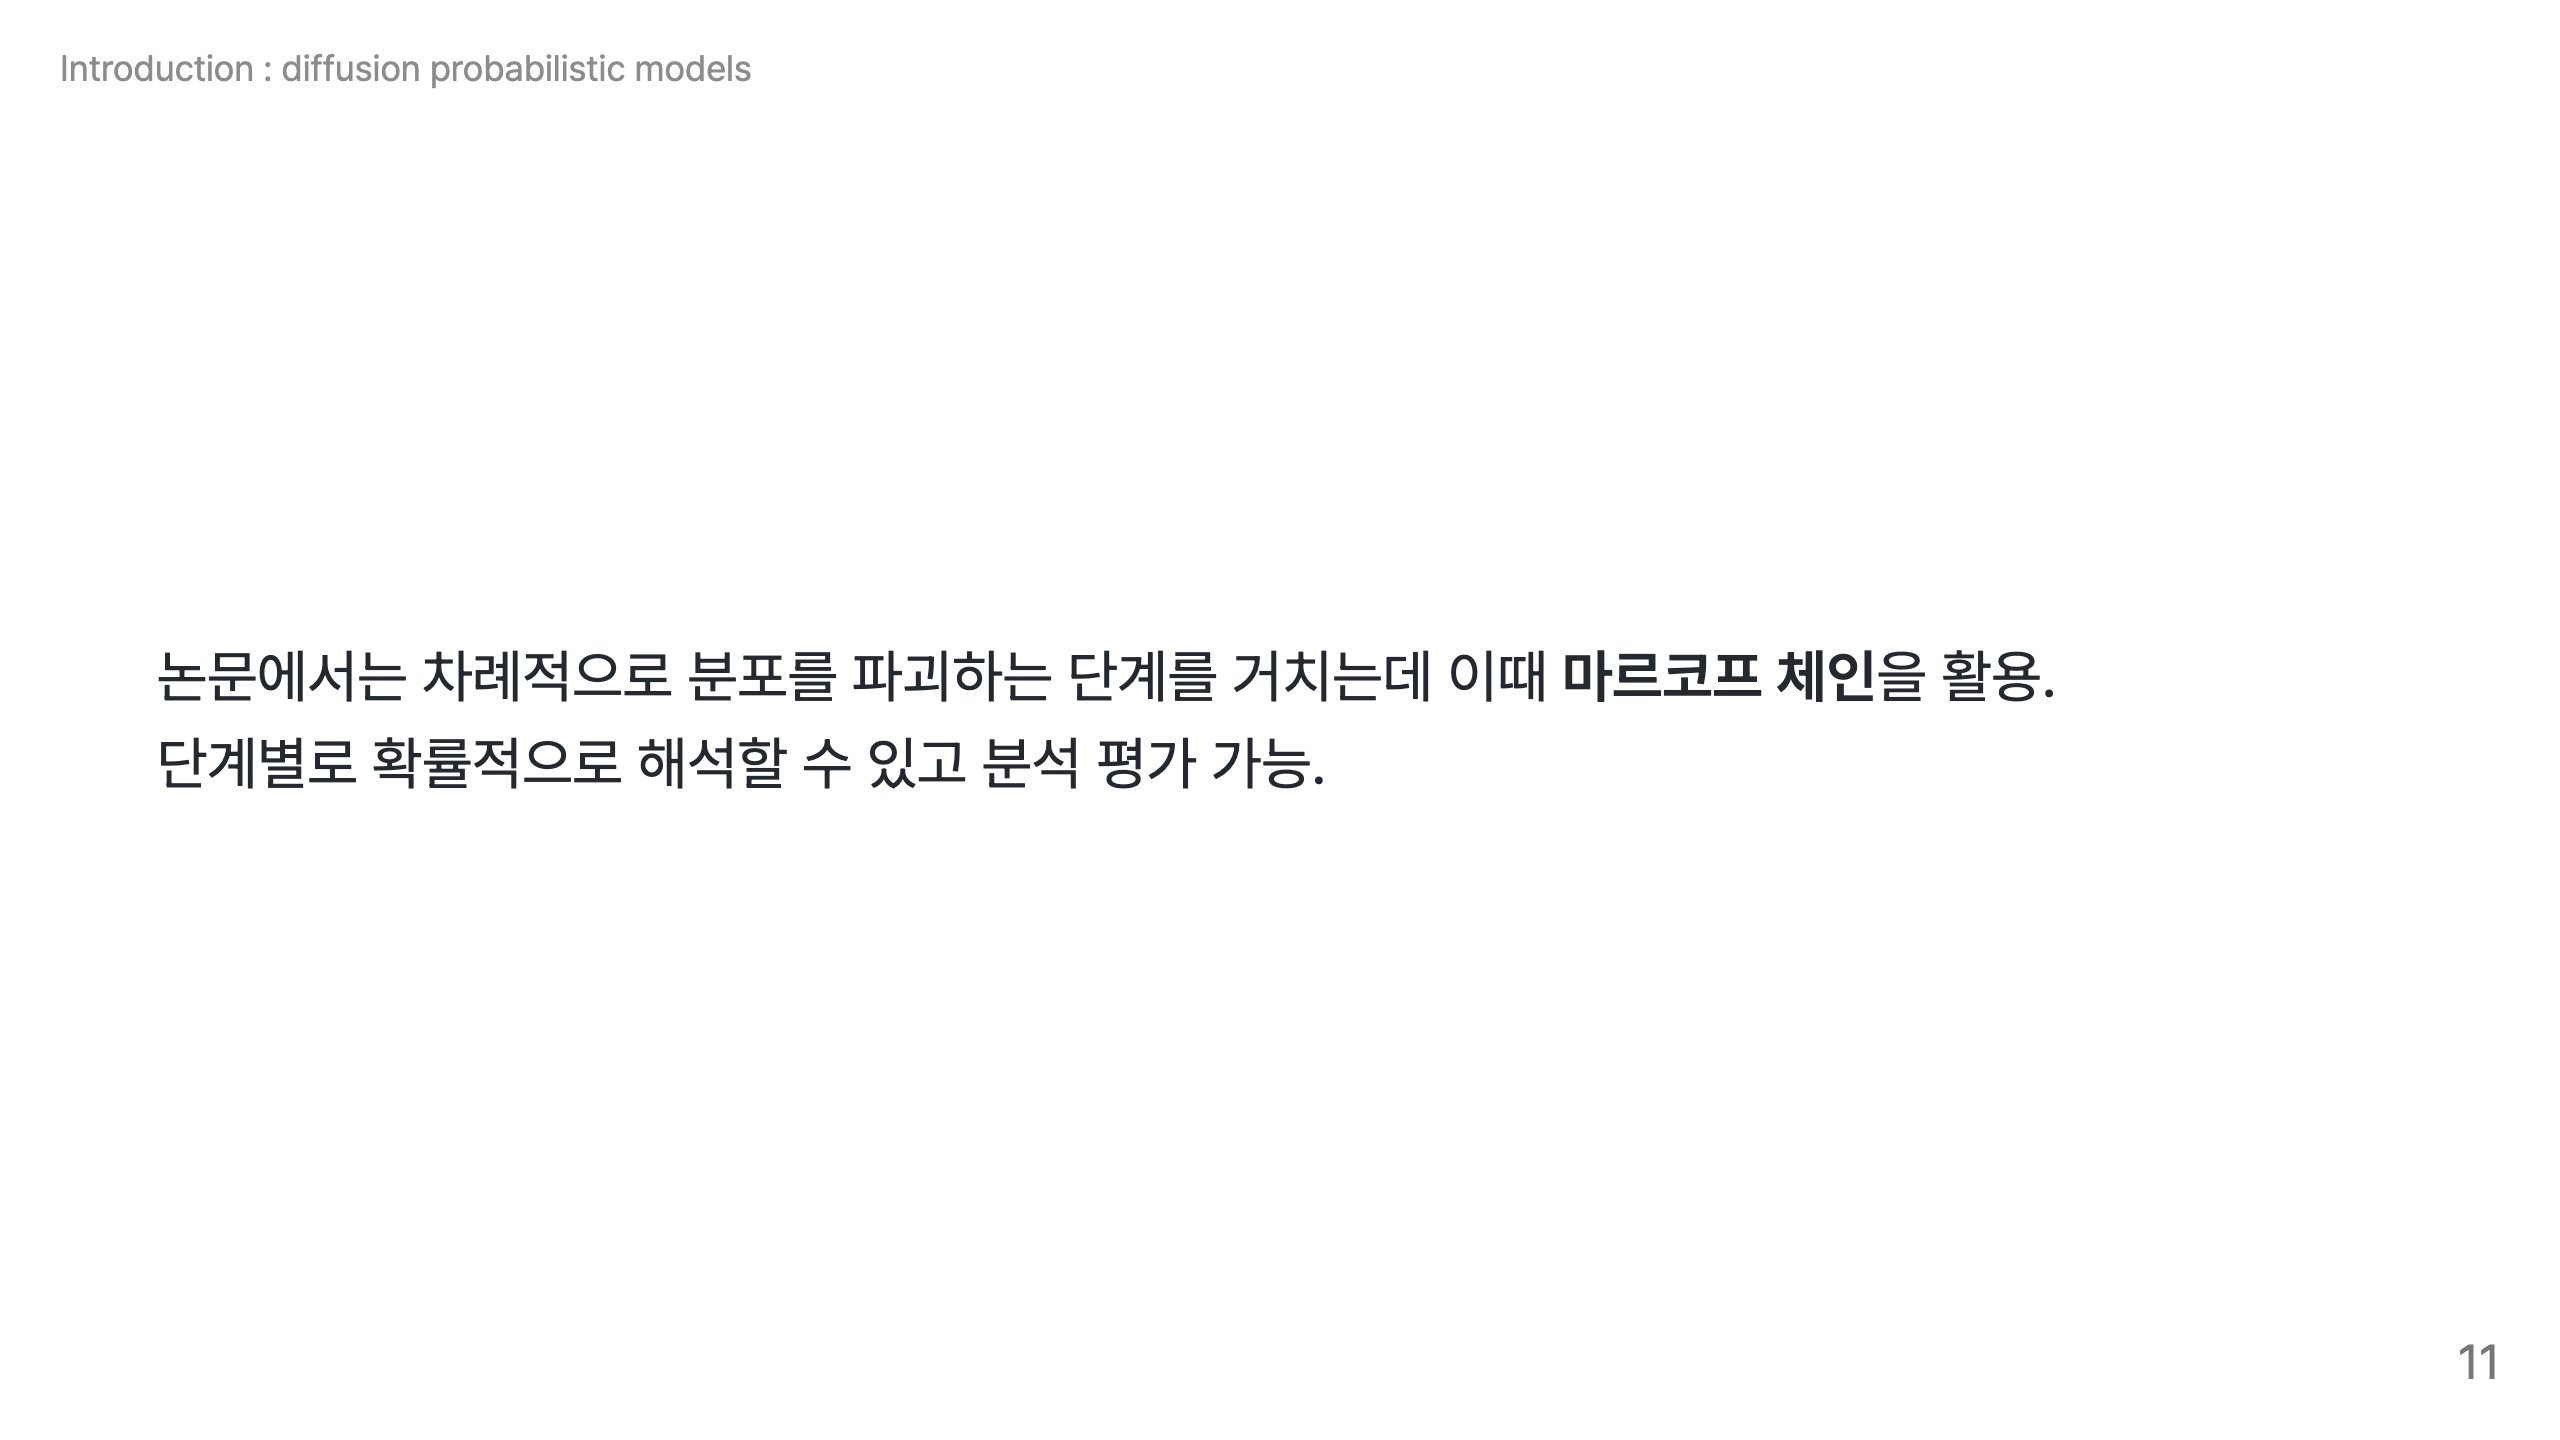 Introduction : diffusion probabilistic models
논문에서는 차례적으로 분포를 파괴하는 단계를 거치는데 이때 마르코프 체인을 활용.
단계별로 확률적으로 해석할 수 있고 분석 평가 가능.
11